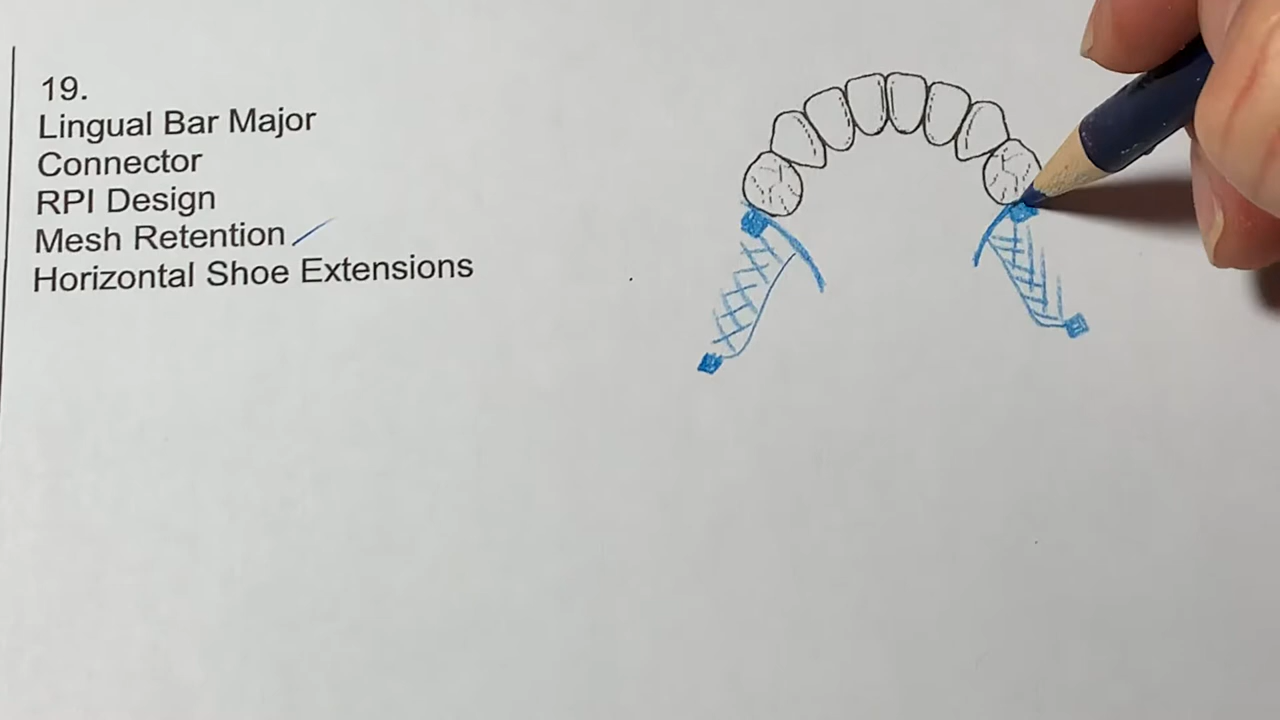 19.
Lingual Bar Major
Connector
RPI Design
Mesh Retention
Horizontal Shoe Extensions